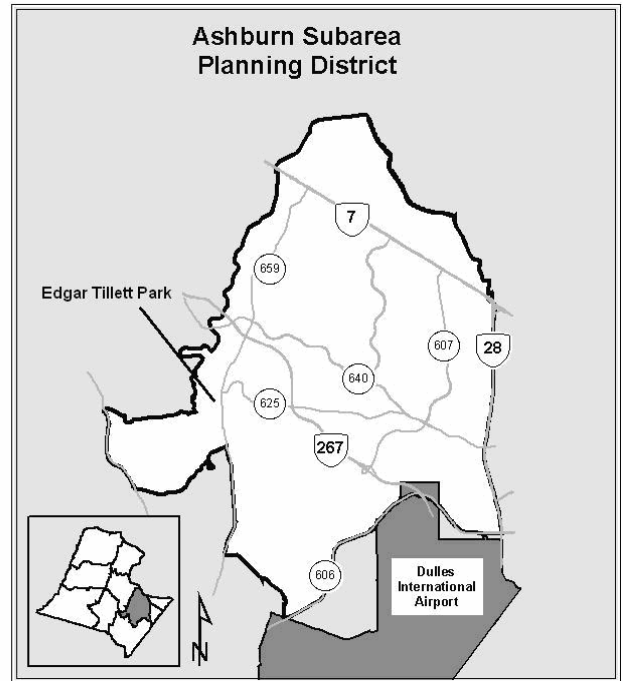 Ashburn Subarea
Planning District
7
659
Edgar Tillett Park
607
28
640
625
267
606
Dulles
International
Airport
N